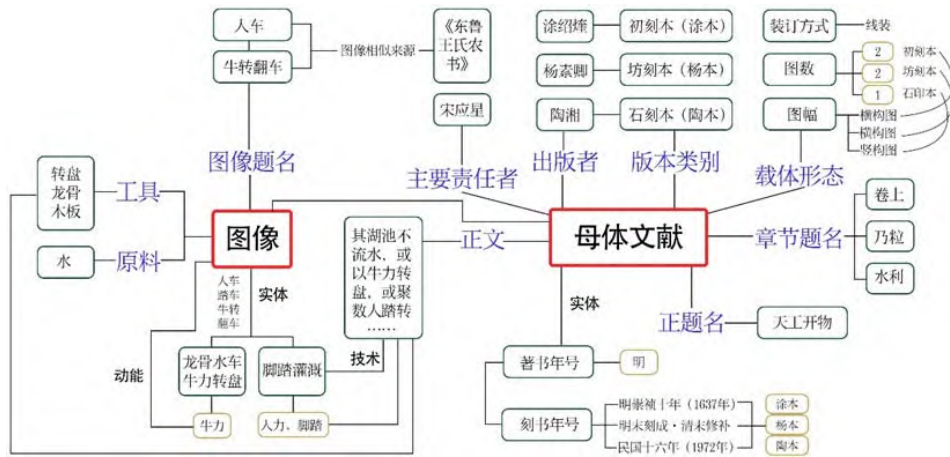 人车
牛转翻车
图像相似来源
《东鲁
王氏农
书》
宋应星
涂绍煃
初刻本（涂本）
杨素卿
坊刻本（杨本）
陶湘
石刻本（陶本）
装订方式
线装
图数
2
初刻本
2
坊刻本
1
石印本
图幅
横构图
横构图
竖构图
图像题名
主要责任者
出版者
版本类别
载体形态
转盘
龙骨
木板
工具
水
原料
图像
正文
其湖池不
流水，或
以牛力转
盘，或聚
数人踏转
……
母体文献
章节题名
卷上
乃粒
水利
实体
人车
踏车
牛转
翻车
实体
正题名
天工开物
龙骨水车
牛力转盘
脚踏灌溉
技术
动能
牛力
人力、脚踏
著书年号
明
刻书年号
明崇祯十年（1637年）
涂本
明末刻成·清末修补
杨本
民国十六年（1972年）
陶本